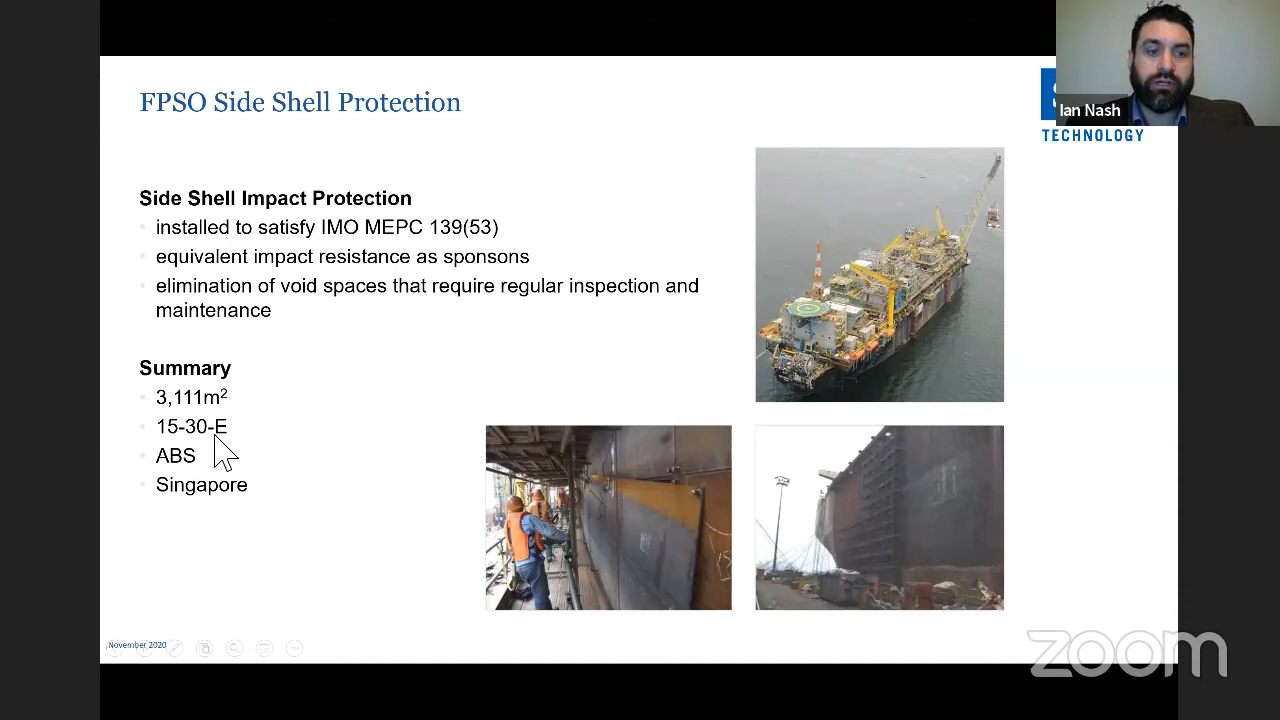 FPSO Side Shell Protection
Ian Nash
TECHNOLOGY
Side Shell Impact Protection
installed to satisfy IMO MEPC 139(53)
equivalent impact resistance as sponsons
elimination of void spaces that require regular inspection and
maintenance
Summary
3,111m²
15-30-E
ABS
Singapore
November 2020
zoom